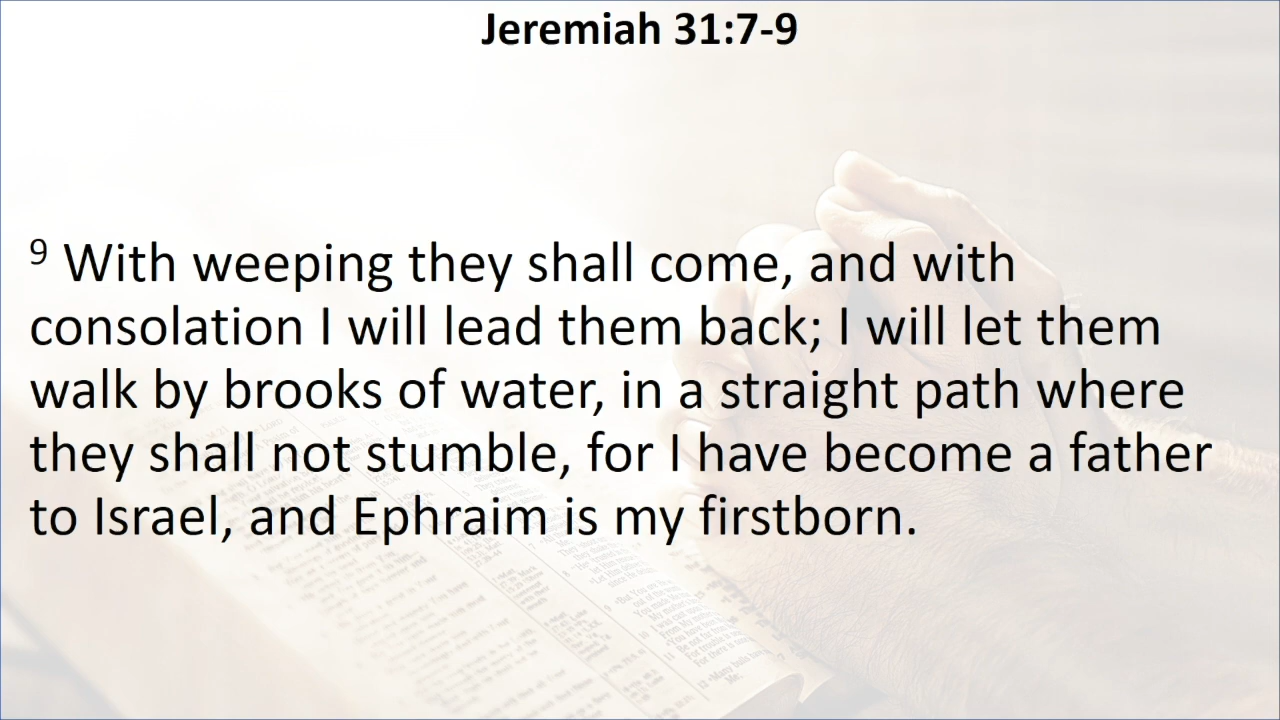 Jeremiah 31:7-9
9 With weeping they shall come, and with
consolation I will lead them back; I will let them
walk by brooks of water, in a straight path where
they shall not stumble, for I have become a father
to Israel, and Ephraim is my firstborn.